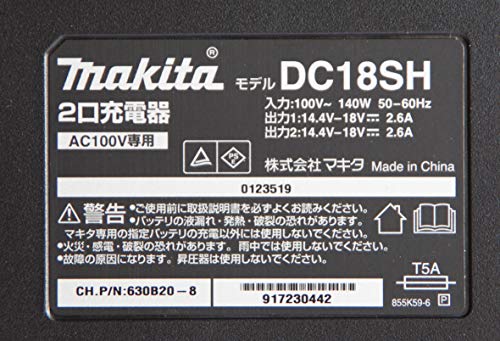 makita®
モデル DC18SH
2口充電器
入力:100V~ 140W 50-60Hz
出力1:14.4V-18V⎓ 2.6A
出力2:14.4V-18V⎓ 2.6A
AC100V専用
PS E
株式会社マキタ Made in China
0123519
⚠警告 •ご使用前に取扱説明書を必ずよくお読みください。
•バッテリの液漏れ・発熱・破裂の恐れがあります。
マキタ専用の指定バッテリの充電以外には使用しないでください。
•火災・感電・破裂の恐れがあります。雨中では使用しないでください。
•故障の原因になります。昇圧器は使用しないでください。
T5A
CH.P/N:630B20-8
917230442
855K59-6 P